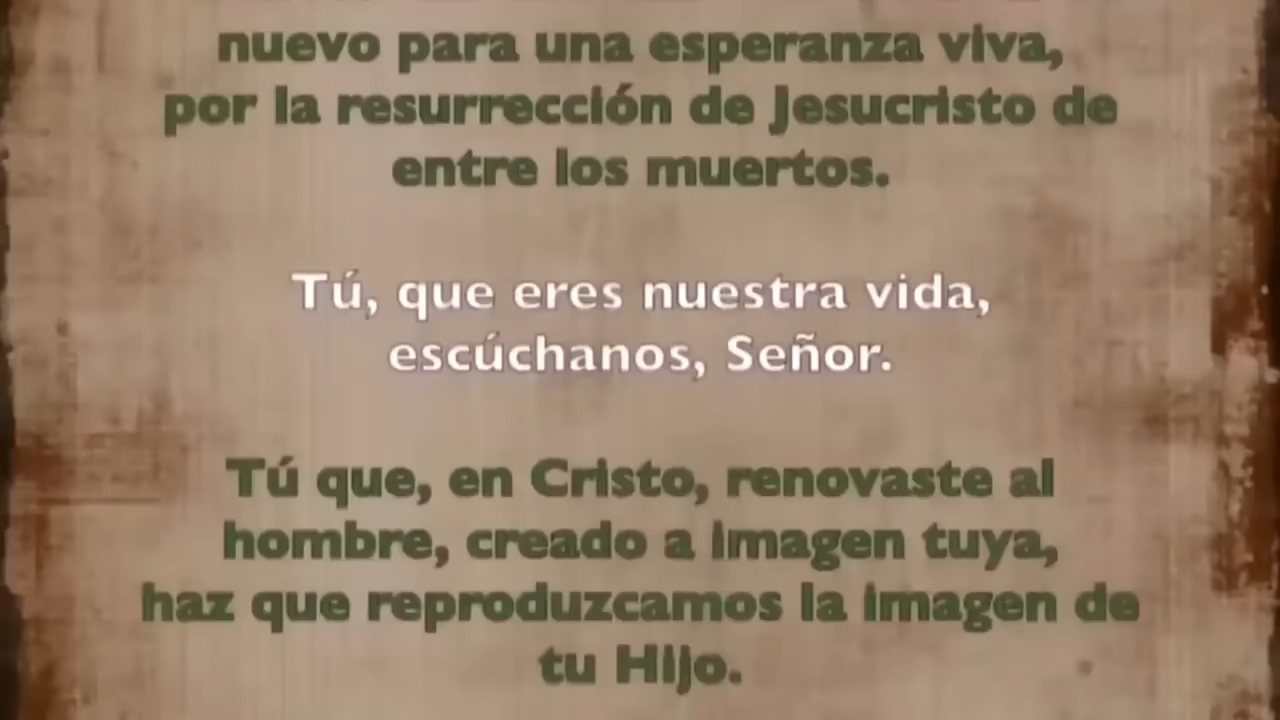 nuevo para una esperanza viva,
por la resurrección de Jesucristo de
entre los muertos.
Tú, que eres nuestra vida,
escúchanos, Señor.
Tú que, en Cristo, renovaste al
hombre, creado a imagen tuya,
haz que reproduzcamos la imagen de
tu Hijo.